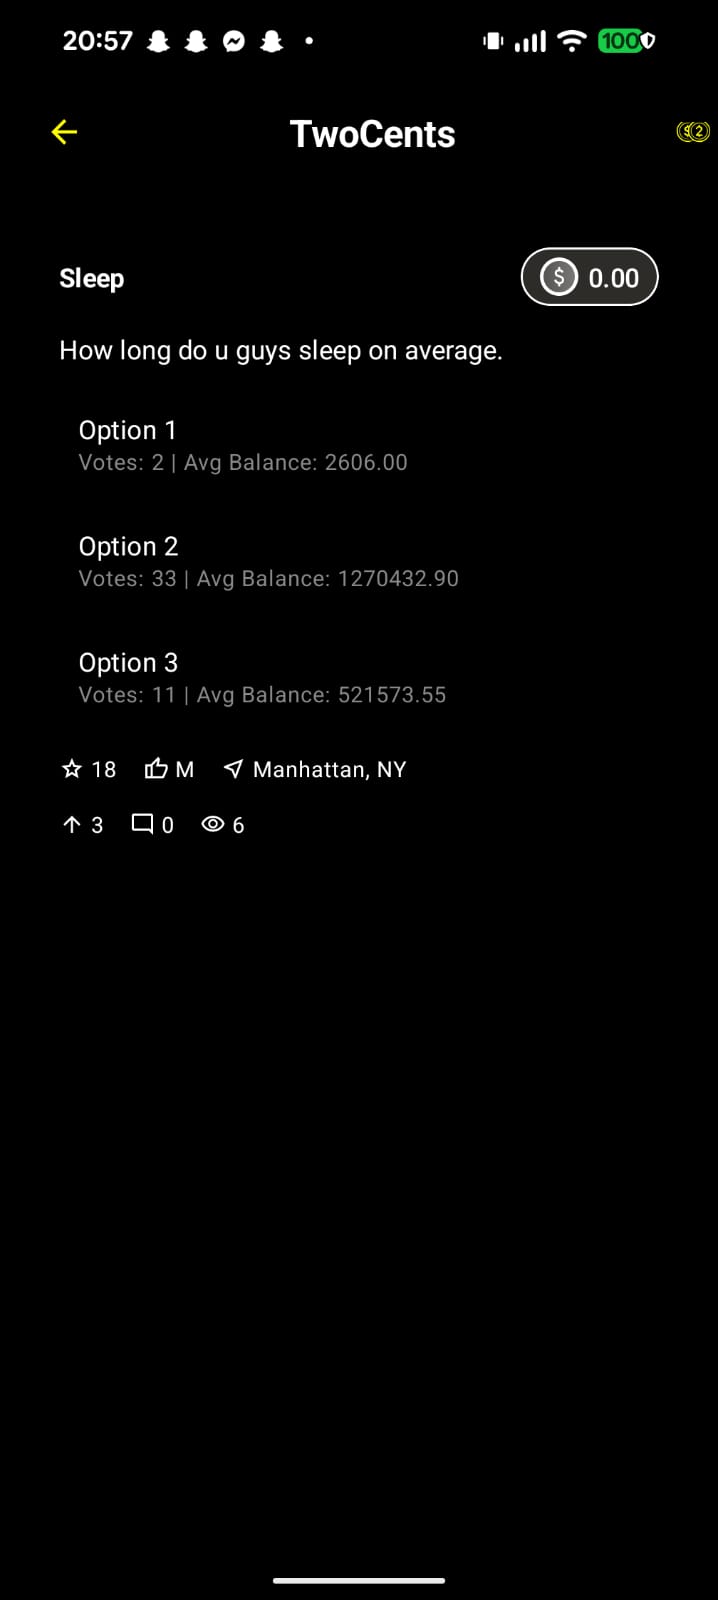 20:57 100
TwoCents
Sleep
$ 0.00
How long do u guys sleep on average.
Option 1
Votes: 2 | Avg Balance: 2606.00
Option 2
Votes: 33 | Avg Balance: 1270432.90
Option 3
Votes: 11 | Avg Balance: 521573.55
18 M Manhattan, NY
3 0 6